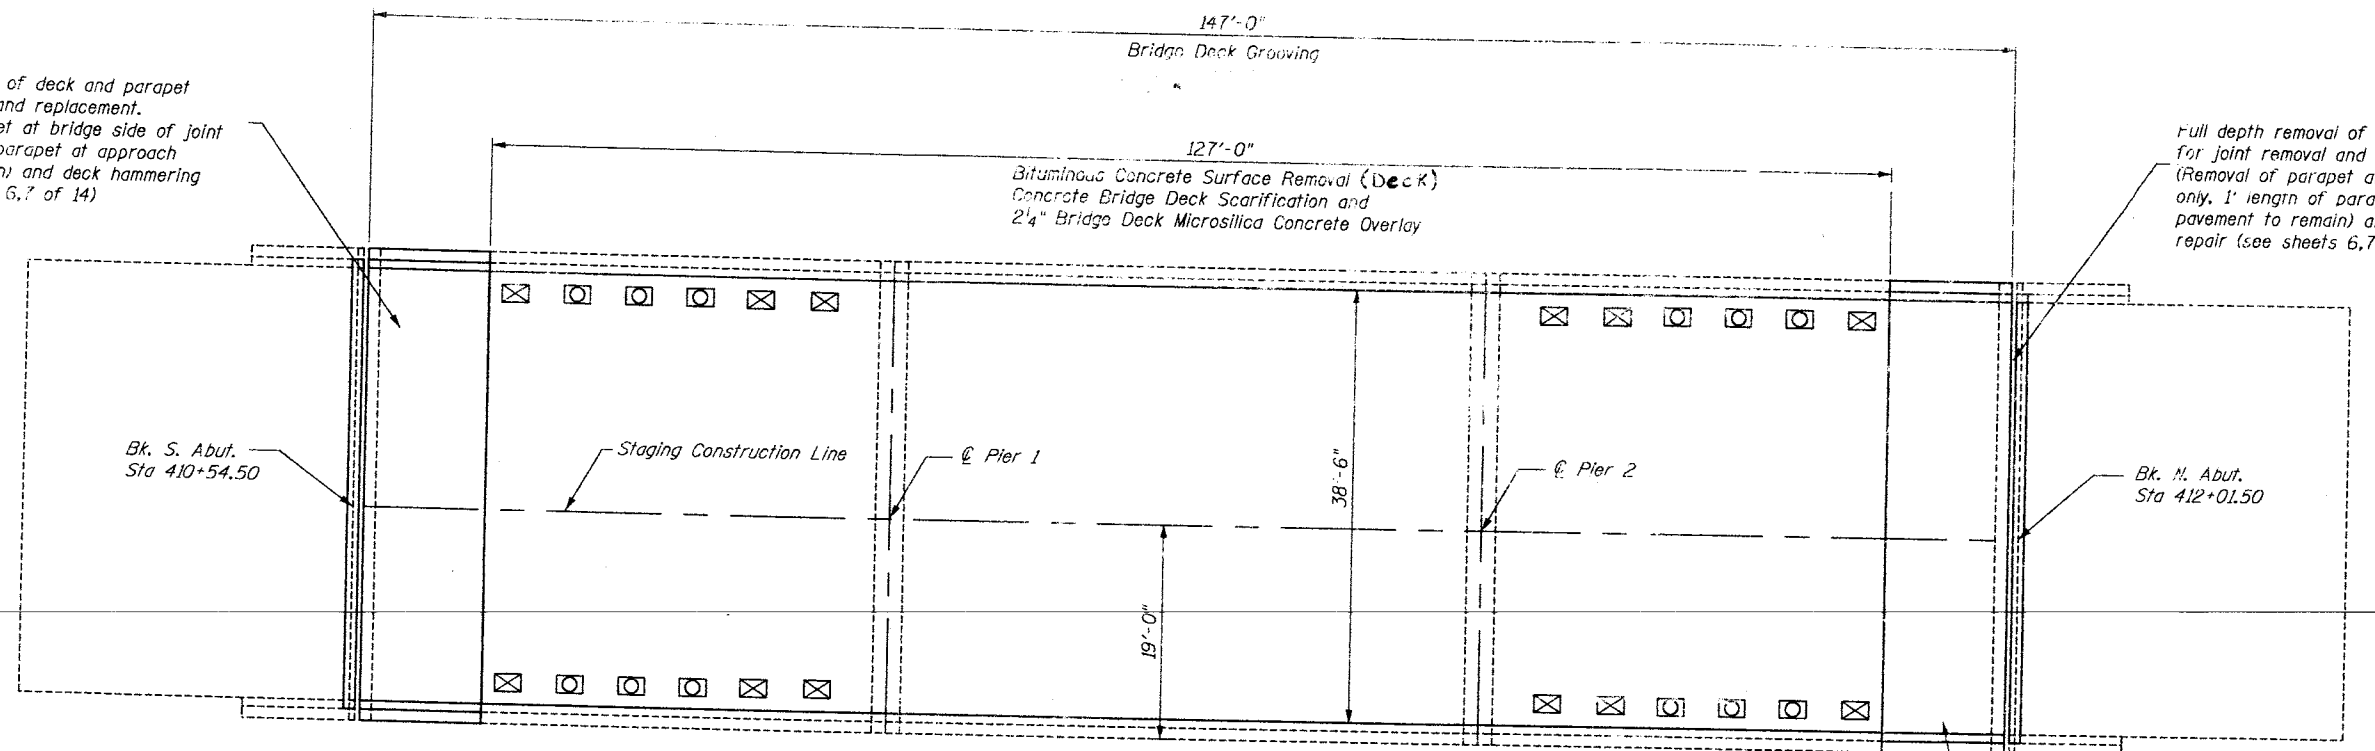 147'-0"
Bridge Deck Grooving
of deck and parapet
and replacement.
et at bridge side of joint
parapet at approach
n) and deck hammering
6,7 of 14)
127'-0"
Bituminous Concrete Surface Removal (Deck)
Concrete Bridge Deck Scarification and
2¼" Bridge Deck Microsilica Concrete Overlay
Full depth removal of
for joint removal and
(Removal of parapet a
only, 1' length of para
pavement to remain) a
repair (see sheets 6,7
Bk. S. Abut.
Sta 410+54.50
Staging Construction Line
℄ Pier 1
38'-6"
℄ Pier 2
Bk. N. Abut.
Sta 412+01.50
19'-0"